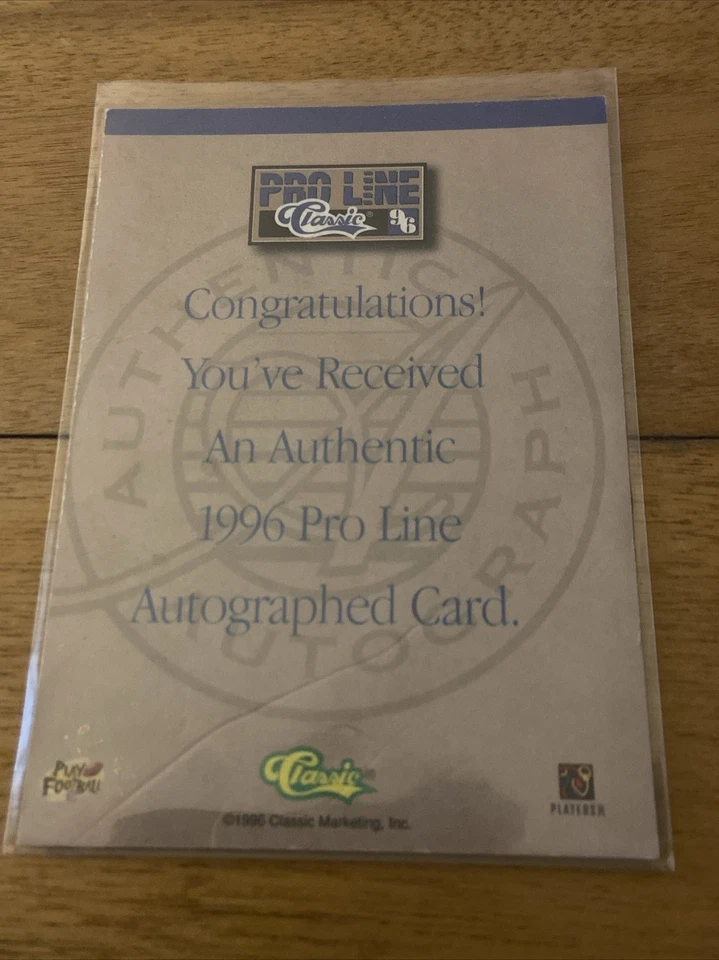 PRO LINE
Classic® 96
AUTHENTIC
AUTOGRAPH
Congratulations!
You've Received
An Authentic
1996 Pro Line
Autographed Card.
PLAY
FOOTBALL
Classic®
PLAYERS
©1996 Classic Marketing, Inc.